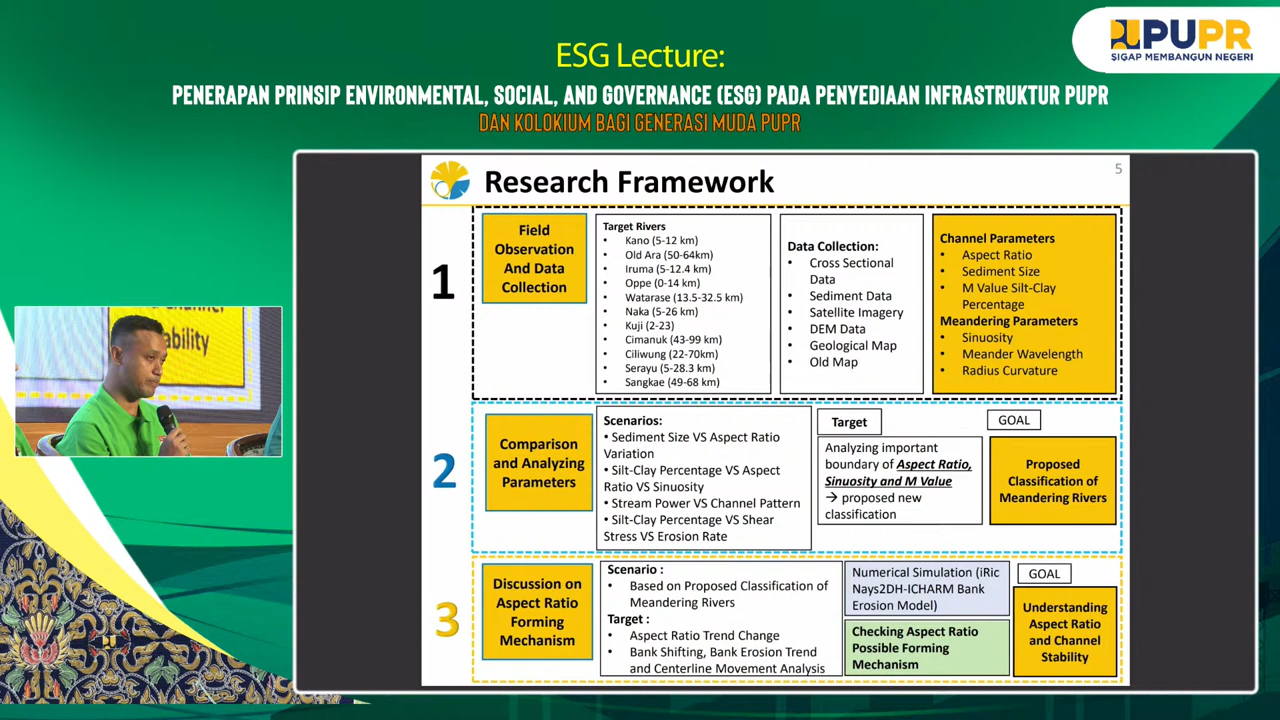 ESG Lecture:
PENERAPAN PRINSIP ENVIRONMENTAL, SOCIAL, AND GOVERNANCE (ESG) PADA PENYEDIAAN INFRASTRUKTUR PUPR
DAN KOLOKIUM BAGI GENERASI MUDA PUPR
PUPR
SIGAP MEMBANGUN NEGERI
Research Framework
5
1
Field
Observation
And Data
Collection
Target Rivers
• Kano (5-12 km)
• Old Ara (50-64km)
• Iruma (5-12.4 km)
• Oppe (0-14 km)
• Watarase (13.5-32.5 km)
• Naka (5-26 km)
• Kuji (2-23)
• Cimanuk (43-99 km)
• Ciliwung (22-70km)
• Serayu (5-28.3 km)
• Sangkae (49-68 km)
Data Collection:
• Cross Sectional
Data
• Sediment Data
• Satellite Imagery
• DEM Data
• Geological Map
• Old Map
Channel Parameters
• Aspect Ratio
• Sediment Size
• M Value Silt-Clay
Percentage
Meandering Parameters
• Sinuosity
• Meander Wavelength
• Radius Curvature
2
Comparison
and Analyzing
Parameters
Scenarios:
• Sediment Size VS Aspect Ratio
Variation
• Silt-Clay Percentage VS Aspect
Ratio VS Sinuosity
• Stream Power VS Channel Pattern
• Silt-Clay Percentage VS Shear
Stress VS Erosion Rate
Target
Analyzing important
boundary of Aspect Ratio,
Sinuosity and M Value
→ proposed new
classification
GOAL
Proposed
Classification of
Meandering Rivers
3
Discussion on
Aspect Ratio
Forming
Mechanism
Scenario :
• Based on Proposed Classification of
Meandering Rivers
Target :
• Aspect Ratio Trend Change
• Bank Shifting, Bank Erosion Trend
and Centerline Movement Analysis
Numerical Simulation (iRic
Nays2DH-ICHARM Bank
Erosion Model)
Checking Aspect Ratio
Possible Forming
Mechanism
GOAL
Understanding
Aspect Ratio
and Channel
Stability